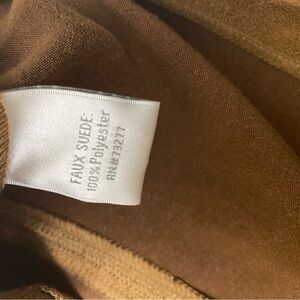 FAUX SUEDE:
100% Polyester
RN#73277